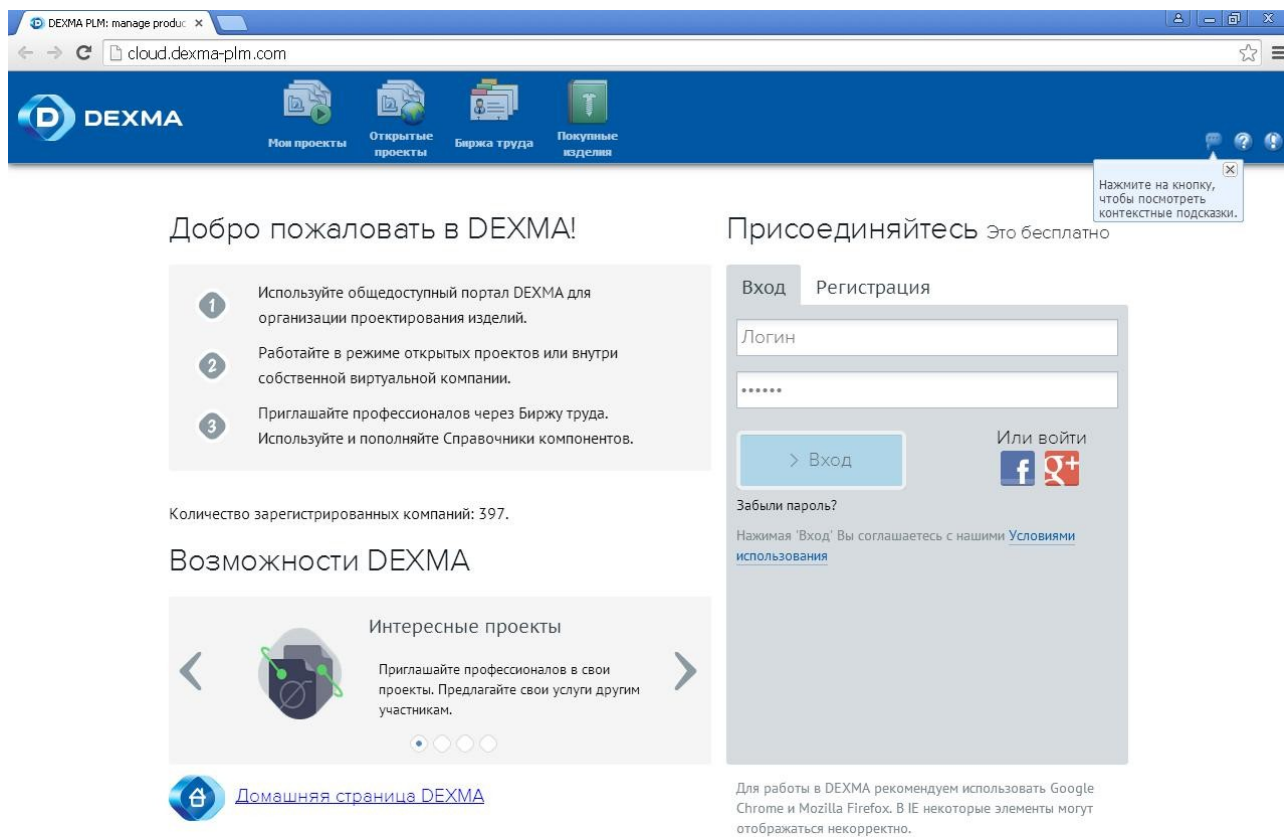 DEXMA PLM: manage produc
cloud.dexma-plm.com
DEXMA
Мои проекты
Открытые
проекты
Биржа труда
Покупные
изделия
Нажмите на кнопку,
чтобы посмотреть
контекстные подсказки.
Добро пожаловать в DEXMA!
1
Используйте общедоступный портал DEXMA для
организации проектирования изделий.
2
Работайте в режиме открытых проектов или внутри
собственной виртуальной компании.
3
Приглашайте профессионалов через Биржу труда.
Используйте и пополняйте Справочники компонентов.
Количество зарегистрированных компаний: 397.
Возможности DEXMA
Интересные проекты
Приглашайте профессионалов в свои
проекты. Предлагайте свои услуги другим
участникам.
Домашняя страница DEXMA
Присоединяйтесь Это бесплатно
Вход Регистрация
Логин
••••••
> Вход
Или войти
f g+
Забыли пароль?
Нажимая 'Вход' Вы соглашаетесь с нашими Условиями
использования
Для работы в DEXMA рекомендуем использовать Google
Chrome и Mozilla Firefox. В IE некоторые элементы могут
отображаться некорректно.